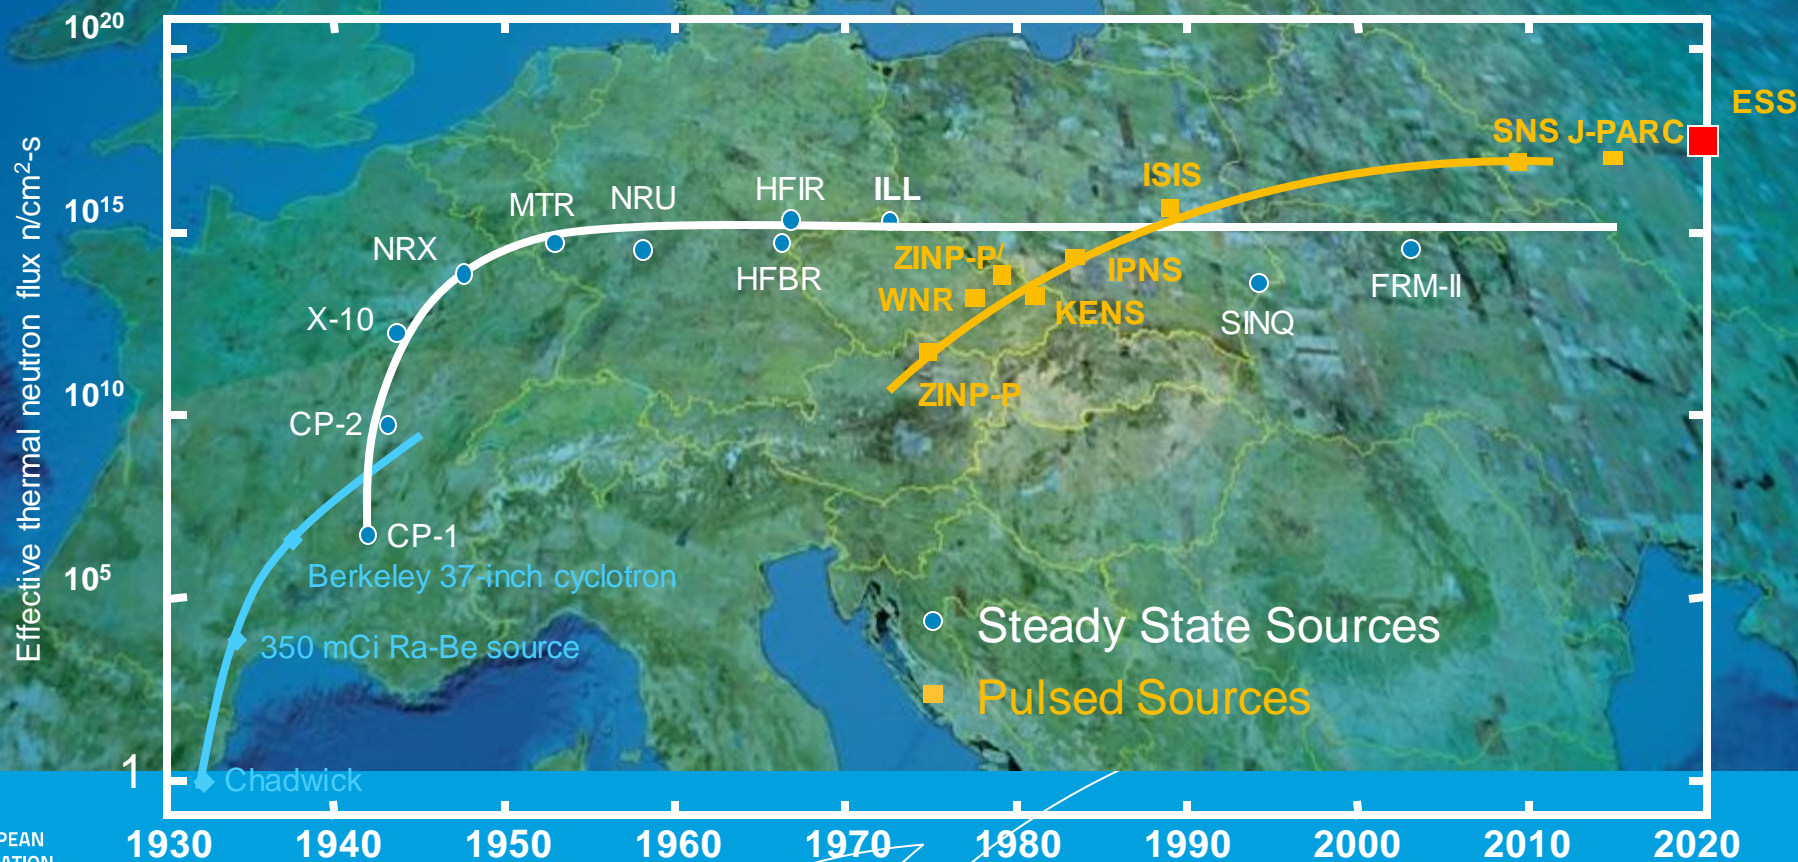 10²⁰
ESS
SNS J-PARC
ISIS
HFIR
ILL
MTR
NRU
10¹⁵
NRX
ZINP-P/
IPNS
HFBR
FRM-II
WNR
KENS
X-10
SINQ
10¹⁰
ZINP-P
CP-2
Effective thermal neutron flux n/cm²-s
CP-1
10⁵
Berkeley 37-inch cyclotron
Steady State Sources
350 mCi Ra-Be source
Pulsed Sources
1
Chadwick
1930 1940 1950 1960 1970 1980 1990 2000 2010 2020